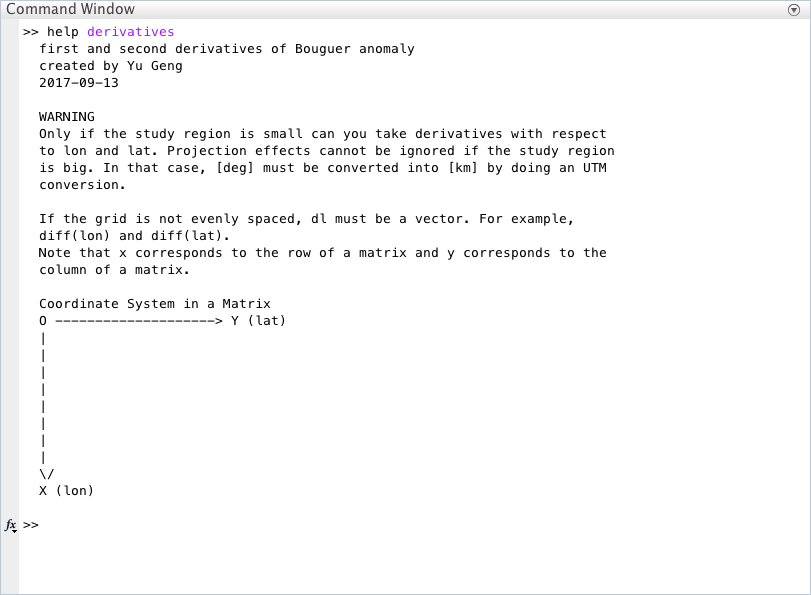 Command Window
>> help derivatives
first and second derivatives of Bouguer anomaly
created by Yu Geng
2017-09-13
WARNING
Only if the study region is small can you take derivatives with respect
to lon and lat. Projection effects cannot be ignored if the study region
is big. In that case, [deg] must be converted into [km] by doing an UTM
conversion.
If the grid is not evenly spaced, dl must be a vector. For example,
diff(lon) and diff(lat).
Note that x corresponds to the row of a matrix and y corresponds to the
column of a matrix.
Coordinate System in a Matrix
O --------------------> Y (lat)
|
|
|
|
|
|
|
|
\/
X (lon)
fx >>